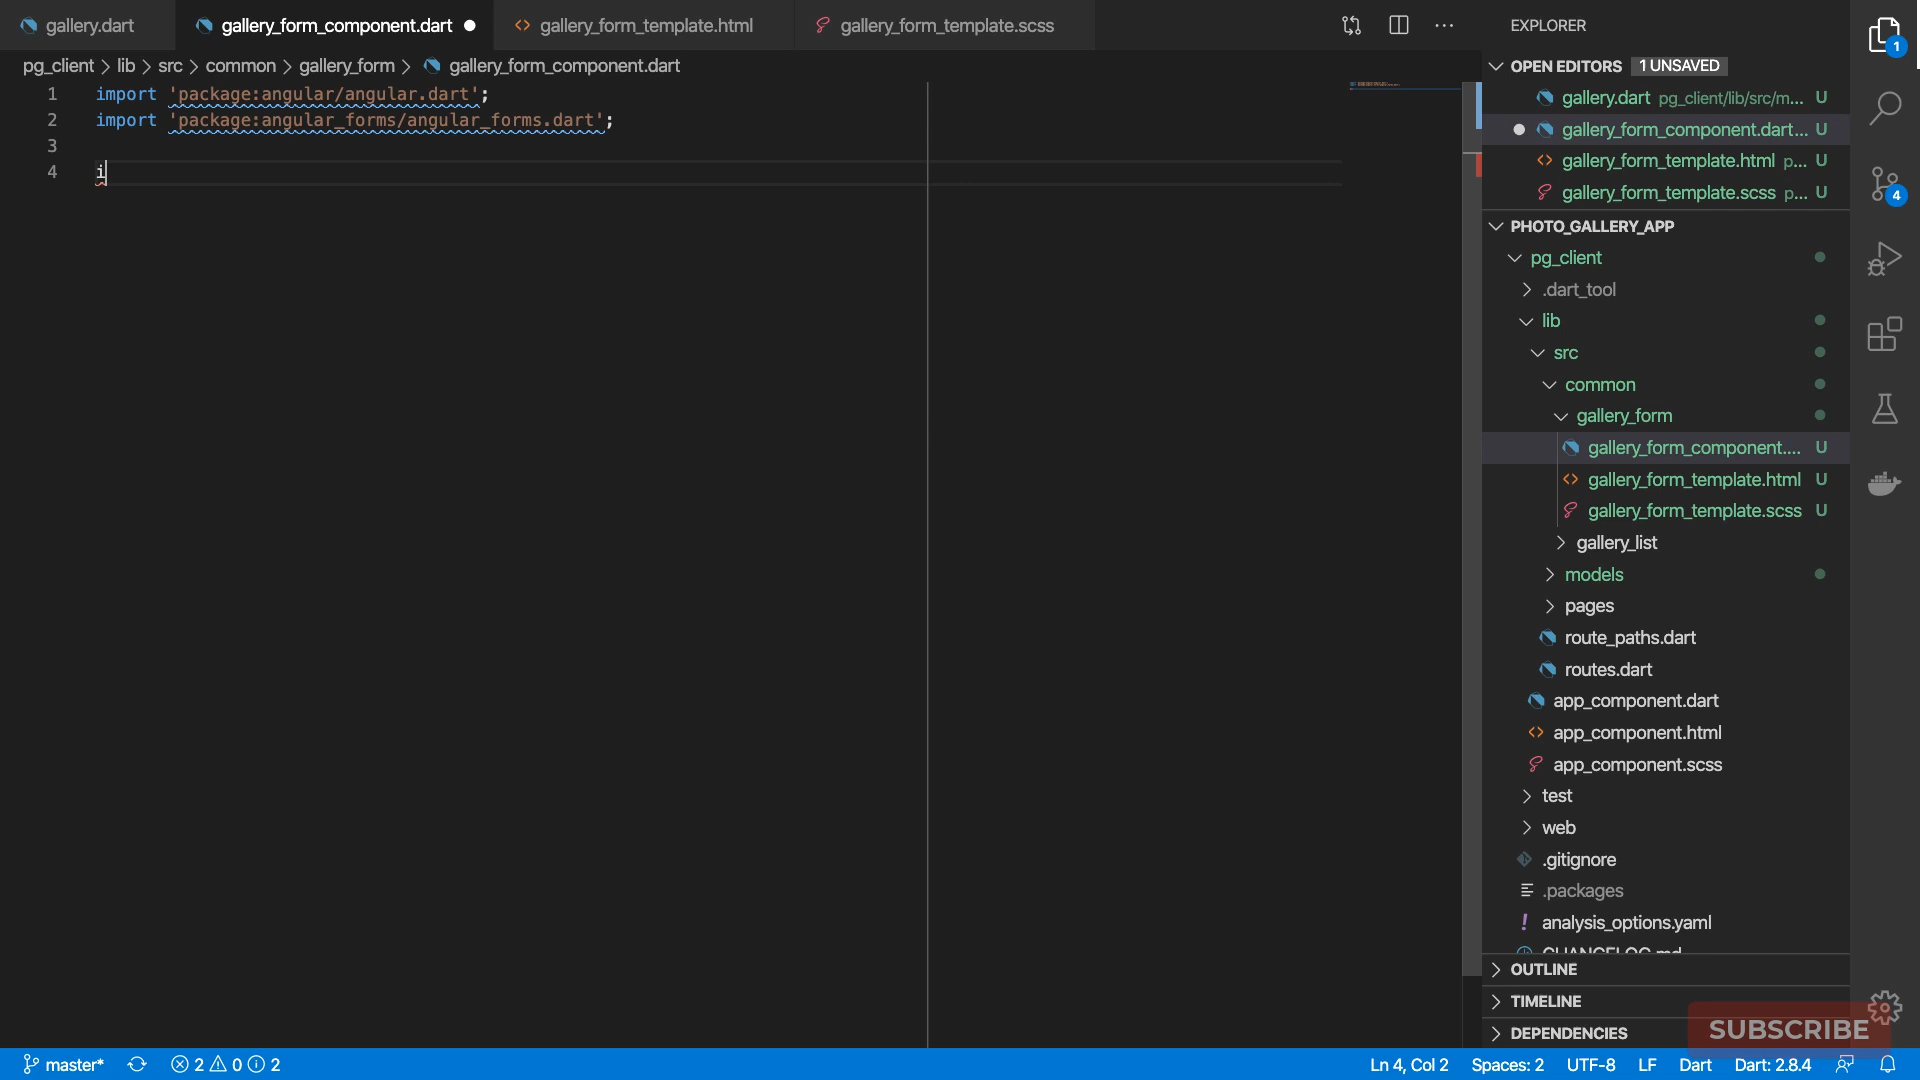 gallery.dart
gallery_form_component.dart
gallery_form_template.html
gallery_form_template.scss
pg_client > lib > src > common > gallery_form > gallery_form_component.dart
1 import 'package:angular/angular.dart';
2 import 'package:angular_forms/angular_forms.dart';
3
4 i
EXPLORER
OPEN EDITORS 1 UNSAVED
gallery.dart pg_client/lib/src/m... U
gallery_form_component.dart... U
gallery_form_template.html p... U
gallery_form_template.scss p... U
PHOTO_GALLERY_APP
pg_client
.dart_tool
lib
src
common
gallery_form
gallery_form_component.... U
gallery_form_template.html U
gallery_form_template.scss U
gallery_list
models
pages
route_paths.dart
routes.dart
app_component.dart
app_component.html
app_component.scss
test
web
.gitignore
.packages
analysis_options.yaml
CHANGELOG.md
OUTLINE
TIMELINE
DEPENDENCIES
1
4
SUBSCRIBE
master* 2 0 2
Ln 4, Col 2 Spaces: 2 UTF-8 LF Dart Dart: 2.8.4